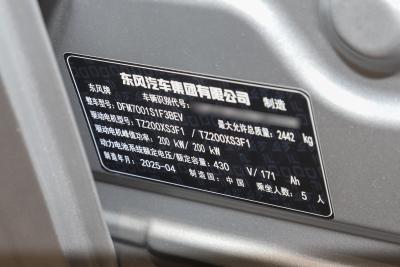 东风汽车集团有限公司 制造
东风牌 车辆识别代号:
整车型号: DFM7001S1F3BEV 最大允许总质量: 2442 kg
驱动电机型号: TZ200XS3F1 / TZ200XS3F1
驱动电机峰值功率: 200 kW/ 200 kW
动力电池系统额定电压/额定容量: 430 V/ 171 Ah
制造年月: 2025-04 制造国: 中国 乘坐人数: 5 人